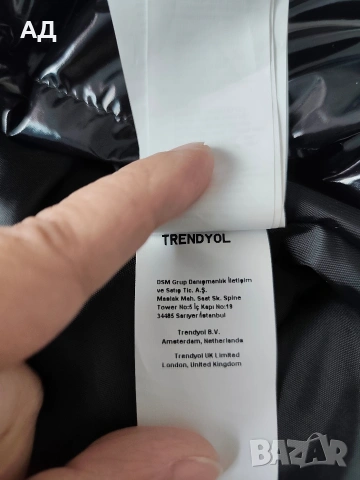 АД
TRENDYOL
DSM Grup Danışmanlık İletişim
ve Satış Tic. A.Ş.
Maslak Mah. Saat Sk. Spine
Tower No:5 İç Kapı No:19
34485 Sarıyer/İstanbul
Trendyol B.V.
Amsterdam, Netherlands
Trendyol UK Limited
London, United Kingdom
BAZAR